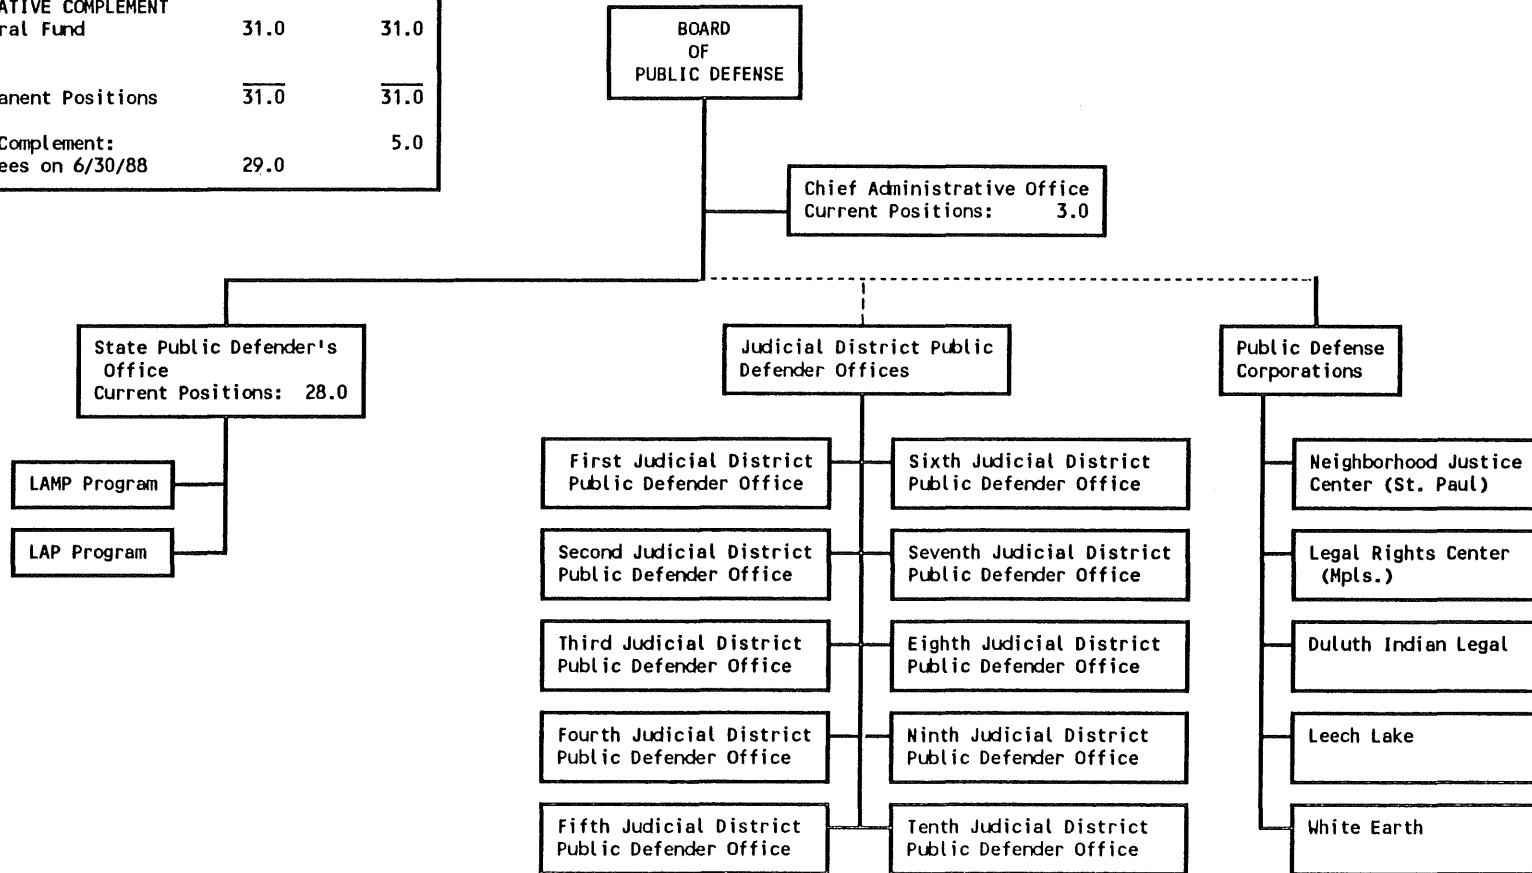 ATIVE COMPLEMENT
ral Fund 31.0 31.0
anent Positions 31.0 31.0
Complement: 5.0
ees on 6/30/88 29.0
BOARD
OF
PUBLIC DEFENSE
Chief Administrative Office
Current Positions: 3.0
State Public Defender's
Office
Current Positions: 28.0
LAMP Program
LAP Program
Judicial District Public
Defender Offices
First Judicial District
Public Defender Office
Second Judicial District
Public Defender Office
Third Judicial District
Public Defender Office
Fourth Judicial District
Public Defender Office
Fifth Judicial District
Public Defender Office
Sixth Judicial District
Public Defender Office
Seventh Judicial District
Public Defender Office
Eighth Judicial District
Public Defender Office
Ninth Judicial District
Public Defender Office
Tenth Judicial District
Public Defender Office
Public Defense
Corporations
Neighborhood Justice
Center (St. Paul)
Legal Rights Center
(Mpls.)
Duluth Indian Legal
Leech Lake
White Earth